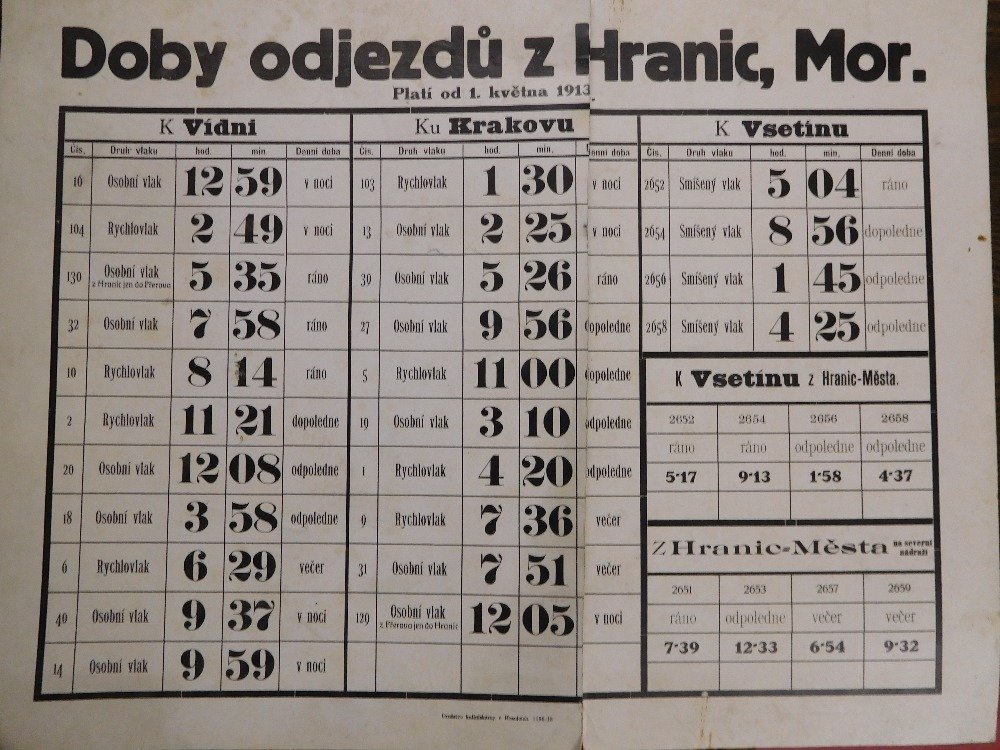 Doby odjezdů z Hranic, Mor.
Platí od 1. května 1913
K Vídni
Čís. Druh vlaku hod. min. Denní doba
16 Osobní vlak 12 59 v noci
104 Rychlovlak 2 49 v noci
130 Osobní vlak z Hranic jen do Přerova 5 35 ráno
32 Osobní vlak 7 58 ráno
10 Rychlovlak 8 14 ráno
2 Rychlovlak 11 21 dopoledne
20 Osobní vlak 12 08 odpoledne
18 Osobní vlak 3 58 odpoledne
6 Rychlovlak 6 29 večer
40 Osobní vlak 9 37 v noci
14 Osobní vlak 9 59 v noci
Ku Krakovu
Čís. Druh vlaku hod. min. Denní doba
103 Rychlovlak 1 30 v noci
13 Osobní vlak 2 25 v noci
39 Osobní vlak 5 26 ráno
27 Osobní vlak 9 56 dopoledne
5 Rychlovlak 11 00 dopoledne
19 Osobní vlak 3 10 odpoledne
1 Rychlovlak 4 20 odpoledne
9 Rychlovlak 7 36 večer
31 Osobní vlak 7 51 večer
129 Osobní vlak z Přerova jen do Hranic 12 05 v noci
K Vsetínu
Čís. Druh vlaku hod. min. Denní doba
2652 Smíšený vlak 5 04 ráno
2654 Smíšený vlak 8 56 dopoledne
2656 Smíšený vlak 1 45 odpoledne
2658 Smíšený vlak 4 25 odpoledne
K Vsetínu z Hranic-Města.
2652 2654 2656 2658
ráno ráno odpoledne odpoledne
5·17 9·13 1·58 4·37
Z Hranic-Města na severní nádraží
2651 2653 2657 2659
ráno odpoledne večer večer
7·39 12·33 6·54 9·32